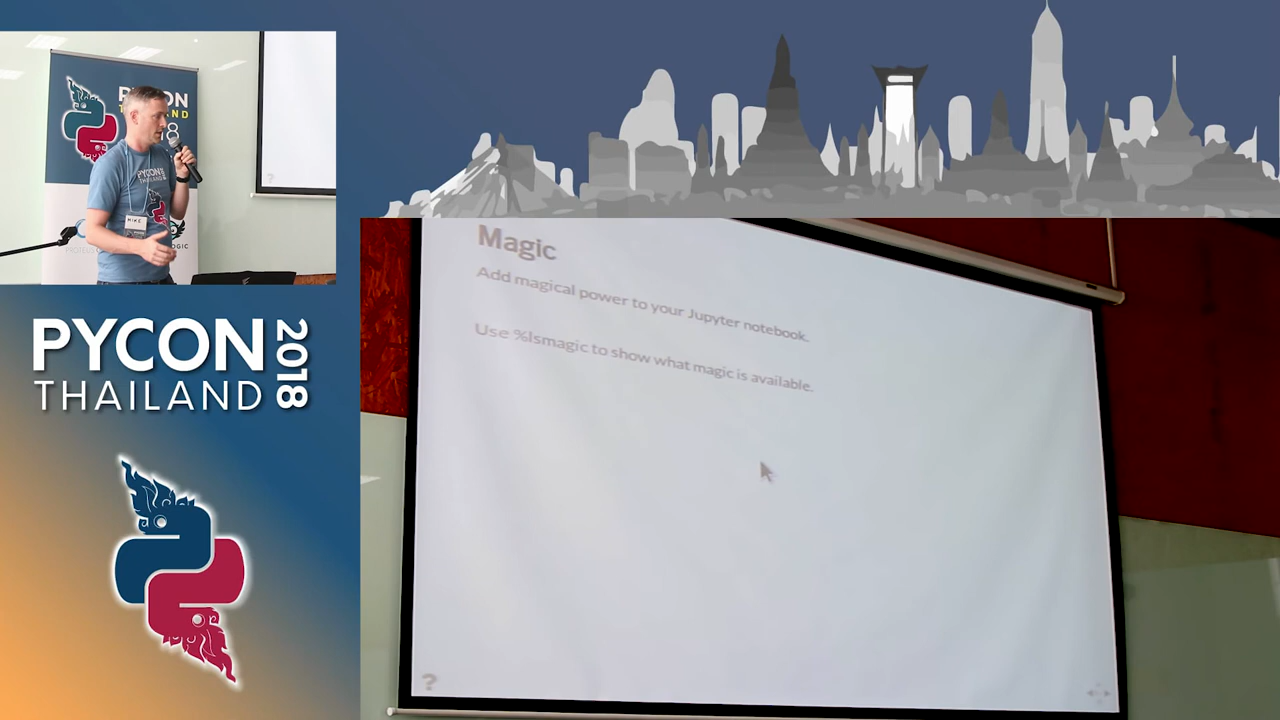 MIKE
PYCON
THAILAND
2018
Magic
Add magical power to your Jupyter notebook.
Use %lsmagic to show what magic is available.
?